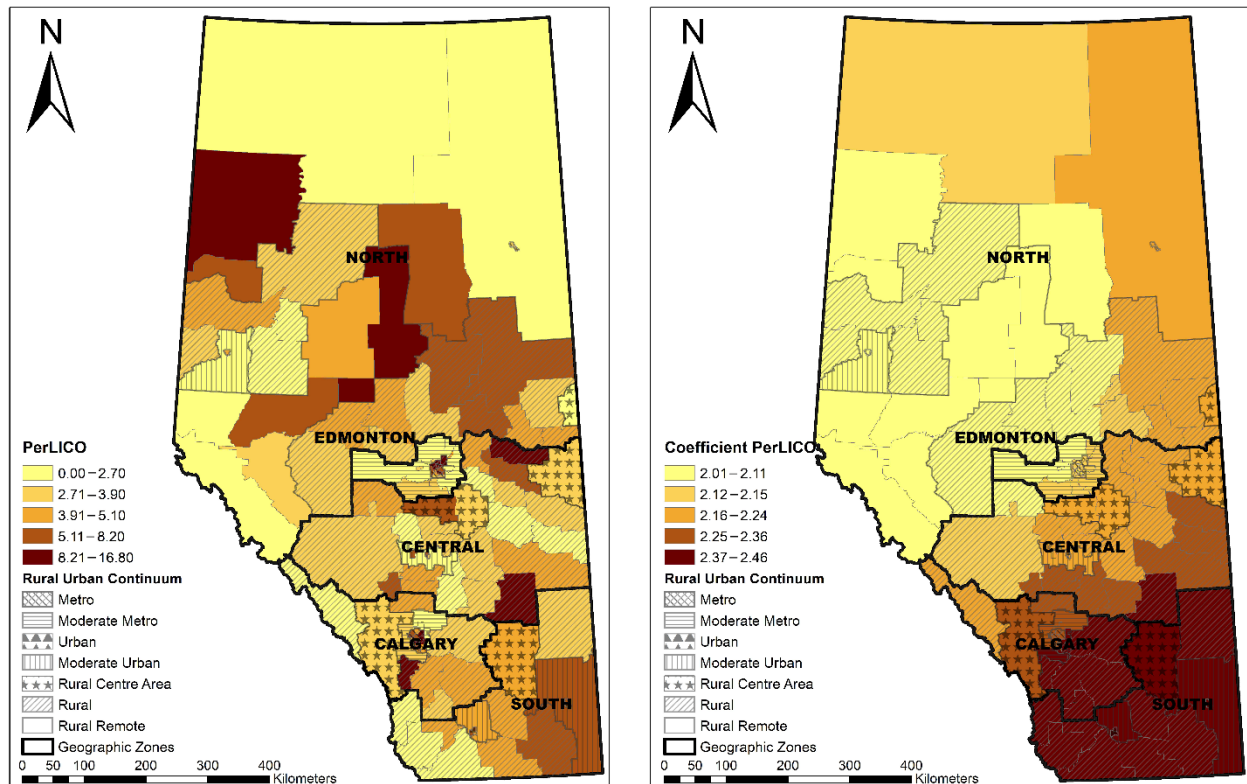 N
NORTH
EDMONTON
CENTRAL
CALGARY
SOUTH
PerLICO
0.00–2.70
2.71–3.90
3.91–5.10
5.11–8.20
8.21–16.80
Rural Urban Continuum
Metro
Moderate Metro
Urban
Moderate Urban
Rural Centre Area
Rural
Rural Remote
Geographic Zones
0 50 100 200 300 400
Kilometers
N
NORTH
EDMONTON
CENTRAL
CALGARY
SOUTH
Coefficient PerLICO
2.01–2.11
2.12–2.15
2.16–2.24
2.25–2.36
2.37–2.46
Rural Urban Continuum
Metro
Moderate Metro
Urban
Moderate Urban
Rural Centre Area
Rural
Rural Remote
Geographic Zones
0 50 100 200 300 400
Kilometers